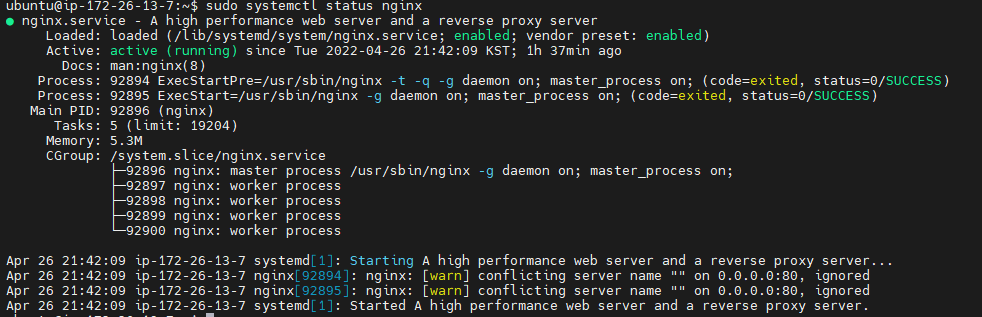 ubuntu@ip-172-26-13-7:~$ sudo systemctl status nginx
● nginx.service - A high performance web server and a reverse proxy server
     Loaded: loaded (/lib/systemd/system/nginx.service; enabled; vendor preset: enabled)
     Active: active (running) since Tue 2022-04-26 21:42:09 KST; 1h 37min ago
       Docs: man:nginx(8)
    Process: 92894 ExecStartPre=/usr/sbin/nginx -t -q -g daemon on; master_process on; (code=exited, status=0/SUCCESS)
    Process: 92895 ExecStart=/usr/sbin/nginx -g daemon on; master_process on; (code=exited, status=0/SUCCESS)
   Main PID: 92896 (nginx)
      Tasks: 5 (limit: 19204)
     Memory: 5.3M
     CGroup: /system.slice/nginx.service
             ├─92896 nginx: master process /usr/sbin/nginx -g daemon on; master_process on;
             ├─92897 nginx: worker process
             ├─92898 nginx: worker process
             ├─92899 nginx: worker process
             └─92900 nginx: worker process
Apr 26 21:42:09 ip-172-26-13-7 systemd[1]: Starting A high performance web server and a reverse proxy server...
Apr 26 21:42:09 ip-172-26-13-7 nginx[92894]: nginx: [warn] conflicting server name "" on 0.0.0.0:80, ignored
Apr 26 21:42:09 ip-172-26-13-7 nginx[92895]: nginx: [warn] conflicting server name "" on 0.0.0.0:80, ignored
Apr 26 21:42:09 ip-172-26-13-7 systemd[1]: Started A high performance web server and a reverse proxy server.